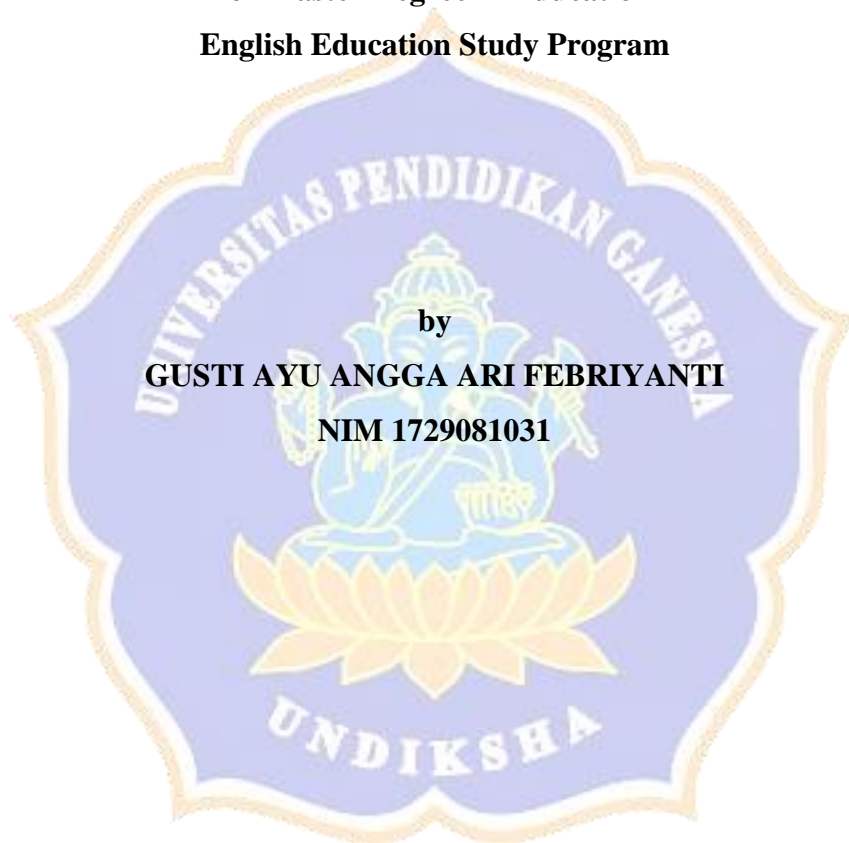 English Education Study Program
UNIVERSITAS PENDIDIKAN GANESHA
by
GUSTI AYU ANGGA ARI FEBRIYANTI
NIM 1729081031
UNDIKSHA